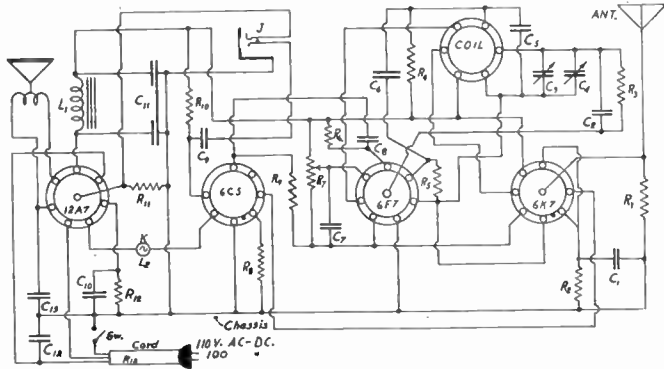 ANT.
J
COIL
C5
C6
R4
L1
C11
R10
C3
C4
R3
C2
C9
R6
C8
12A7
R11
6C5
R9
R7
6F7
R5
6K7
R1
K
L2
C7
C10
R12
R8
C1
R2
C13
Chassis
Sw.
C12
Cord
R13
110V. AC-DC.
100